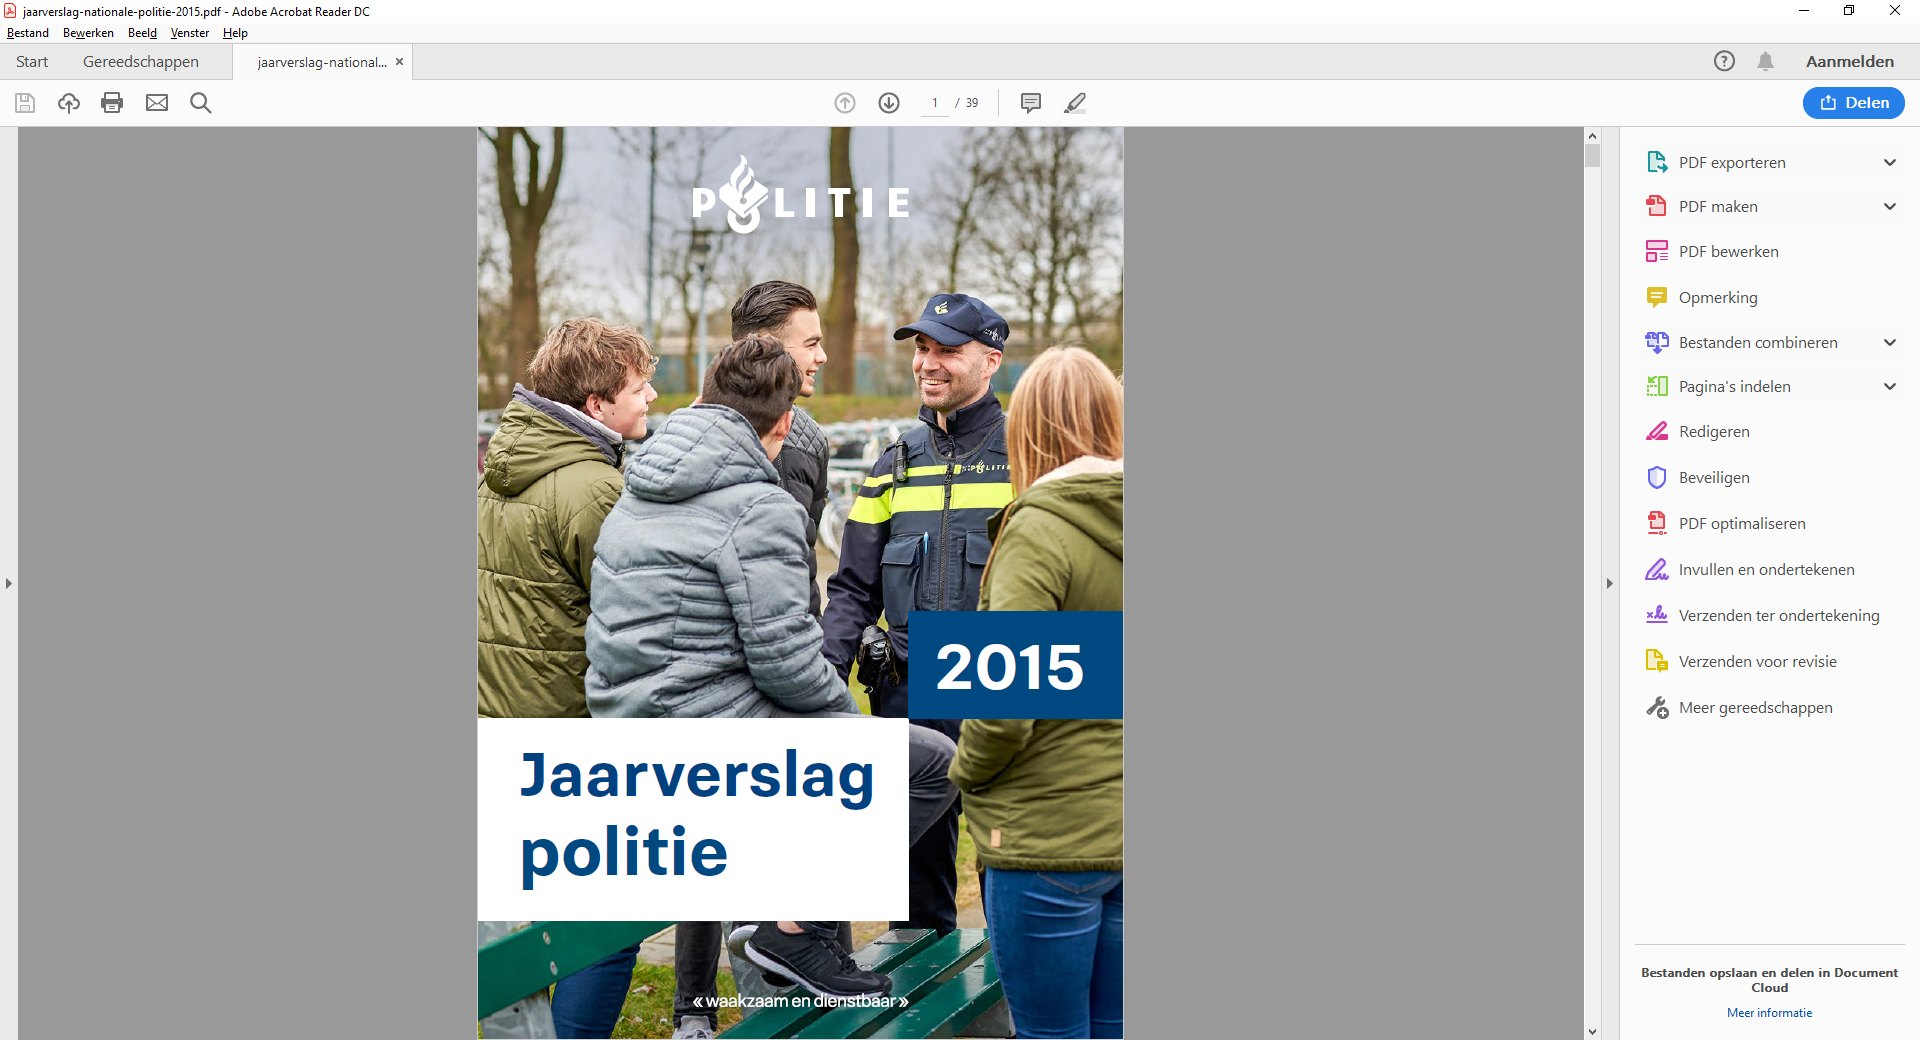 jaarverslag-nationale-politie-2015.pdf - Adobe Acrobat Reader DC
Bestand Bewerken Beeld Venster Help
Start Gereedschappen jaarverslag-national... Aanmelden
1 / 39 Delen
POLITIE
POLITIE
POLITIE
2015
Jaarverslag
politie
« waakzaam en dienstbaar »
PDF exporteren
PDF maken
PDF bewerken
Opmerking
Bestanden combineren
Pagina's indelen
Redigeren
Beveiligen
PDF optimaliseren
Invullen en ondertekenen
Verzenden ter ondertekening
Verzenden voor revisie
Meer gereedschappen
Bestanden opslaan en delen in Document
Cloud
Meer informatie